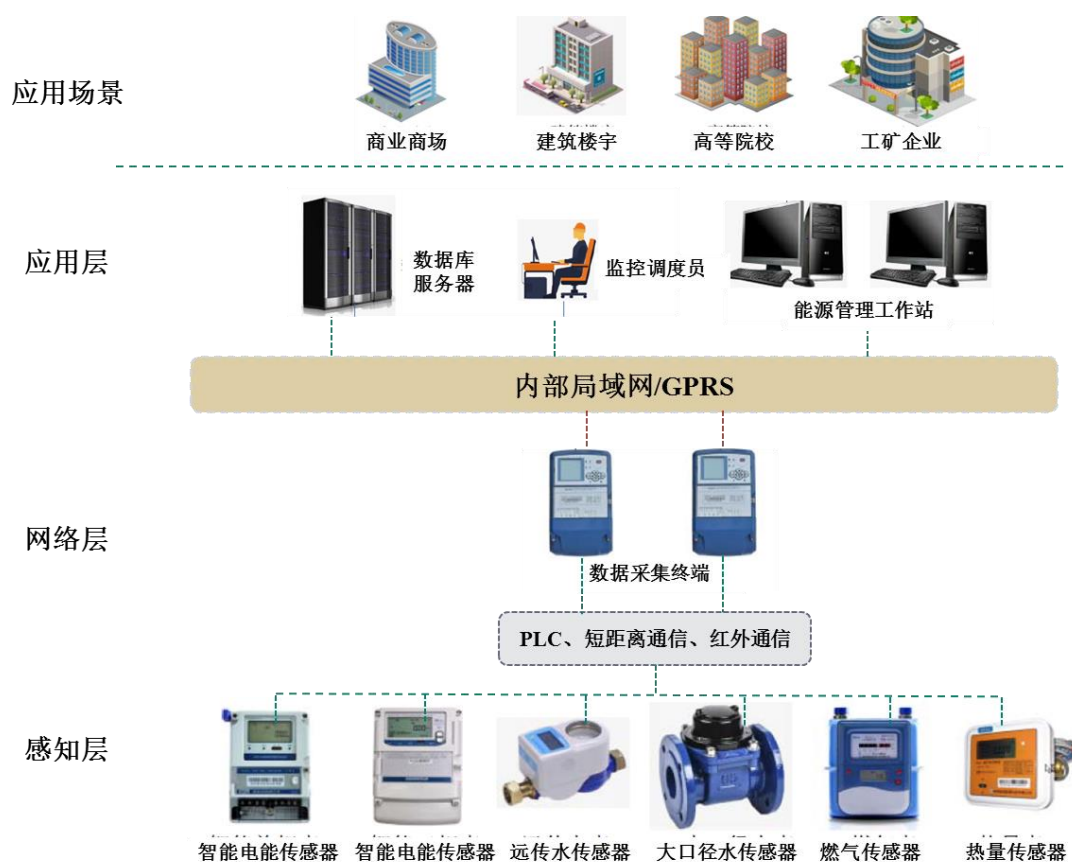 应用场景
商业商场
建筑楼宇
高等院校
工矿企业
应用层
数据库
服务器
监控调度员
能源管理工作站
内部局域网/GPRS
网络层
数据采集终端
PLC、短距离通信、红外通信
感知层
智能电能传感器
智能电能传感器
远传水传感器
大口径水传感器
燃气传感器
热量传感器